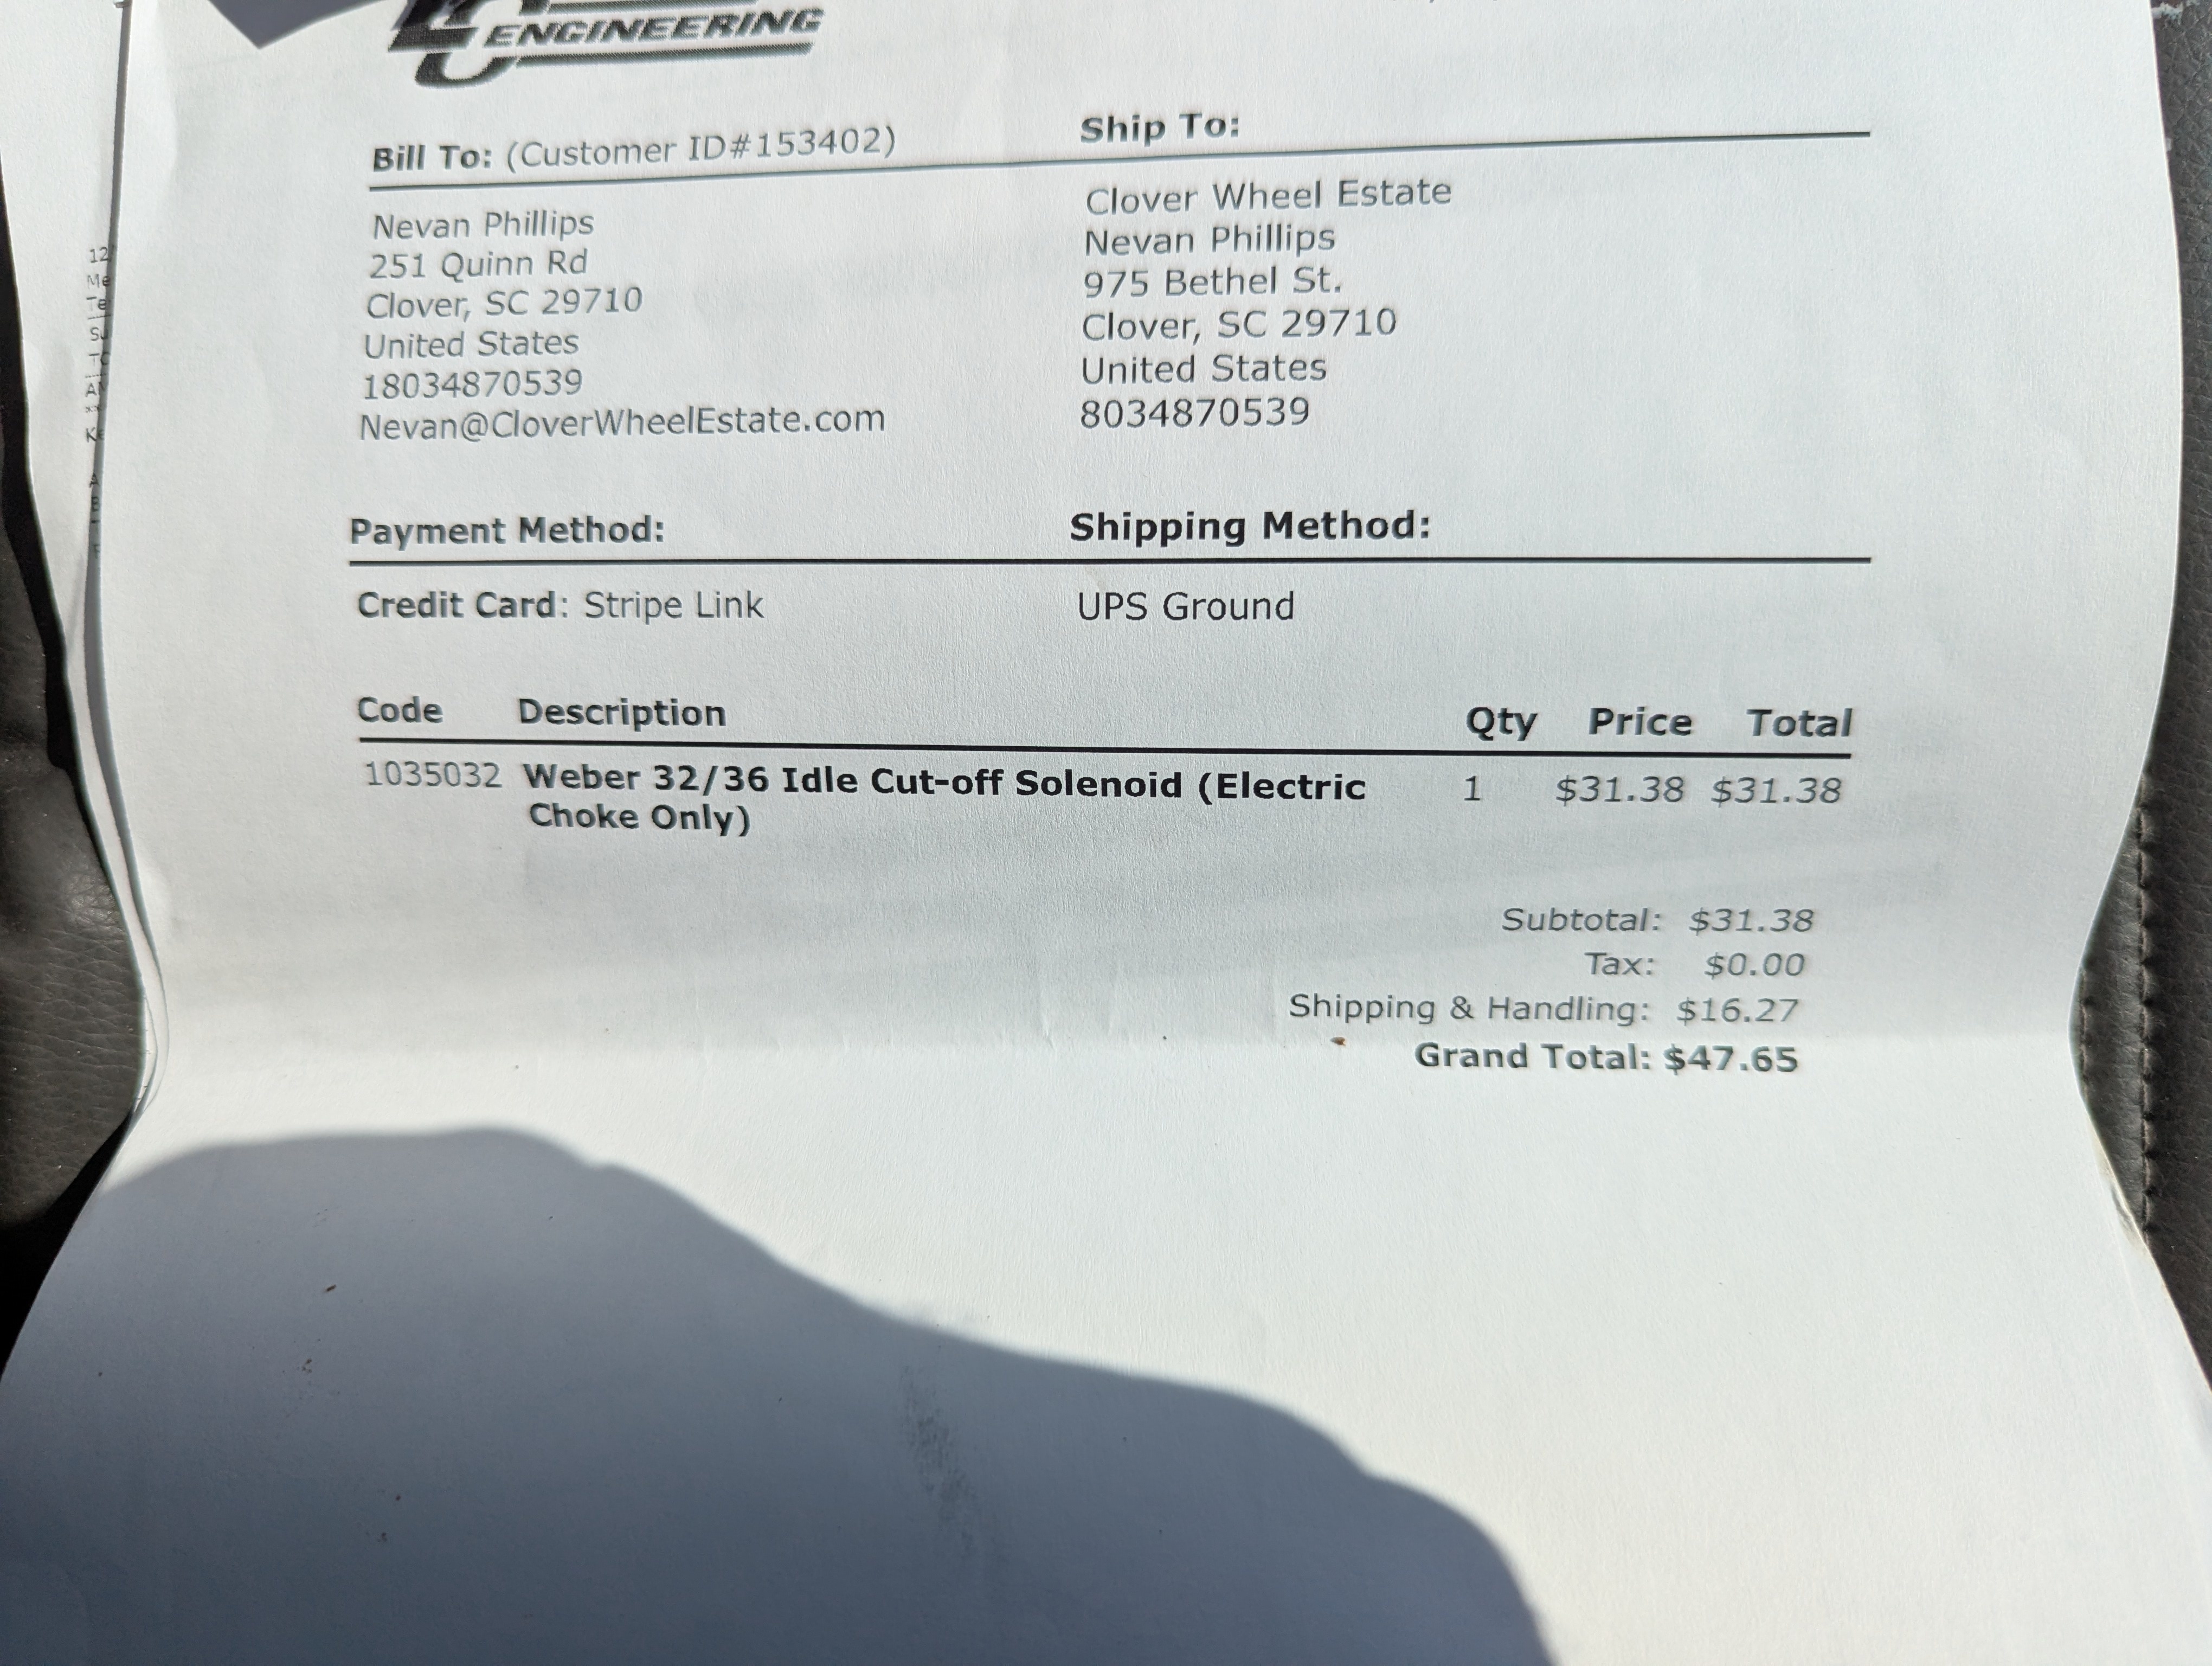 ENGINEERING
Bill To: (Customer ID#153402)
Nevan Phillips
251 Quinn Rd
Clover, SC 29710
United States
18034870539
Nevan@CloverWheelEstate.com
Ship To:
Clover Wheel Estate
Nevan Phillips
975 Bethel St.
Clover, SC 29710
United States
8034870539
Payment Method:
Credit Card: Stripe Link
Shipping Method:
UPS Ground
Code Description Qty Price Total
1035032 Weber 32/36 Idle Cut-off Solenoid (Electric 1 $31.38 $31.38
Choke Only)
Subtotal: $31.38
Tax: $0.00
Shipping & Handling: $16.27
Grand Total: $47.65